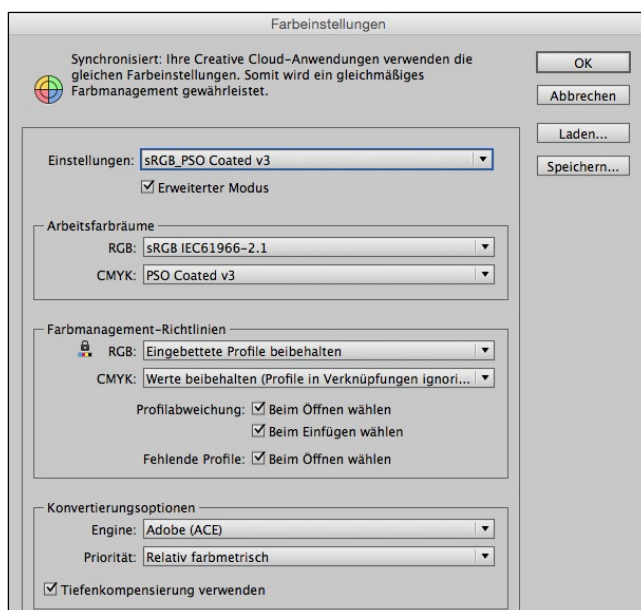 Farbeinstellungen
Synchronisiert: Ihre Creative Cloud-Anwendungen verwenden die
gleichen Farbeinstellungen. Somit wird ein gleichmäßiges
Farbmanagement gewährleistet.
OK
Abbrechen
Laden...
Speichern...
Einstellungen: sRGB_PSO Coated v3
Erweiterter Modus
Arbeitsfarbräume
RGB: sRGB IEC61966-2.1
CMYK: PSO Coated v3
Farbmanagement-Richtlinien
RGB: Eingebettete Profile beibehalten
CMYK: Werte beibehalten (Profile in Verknüpfungen ignori...
Profilabweichung: Beim Öffnen wählen
Beim Einfügen wählen
Fehlende Profile: Beim Öffnen wählen
Konvertierungsoptionen
Engine: Adobe (ACE)
Priorität: Relativ farbmetrisch
Tiefenkompensierung verwenden